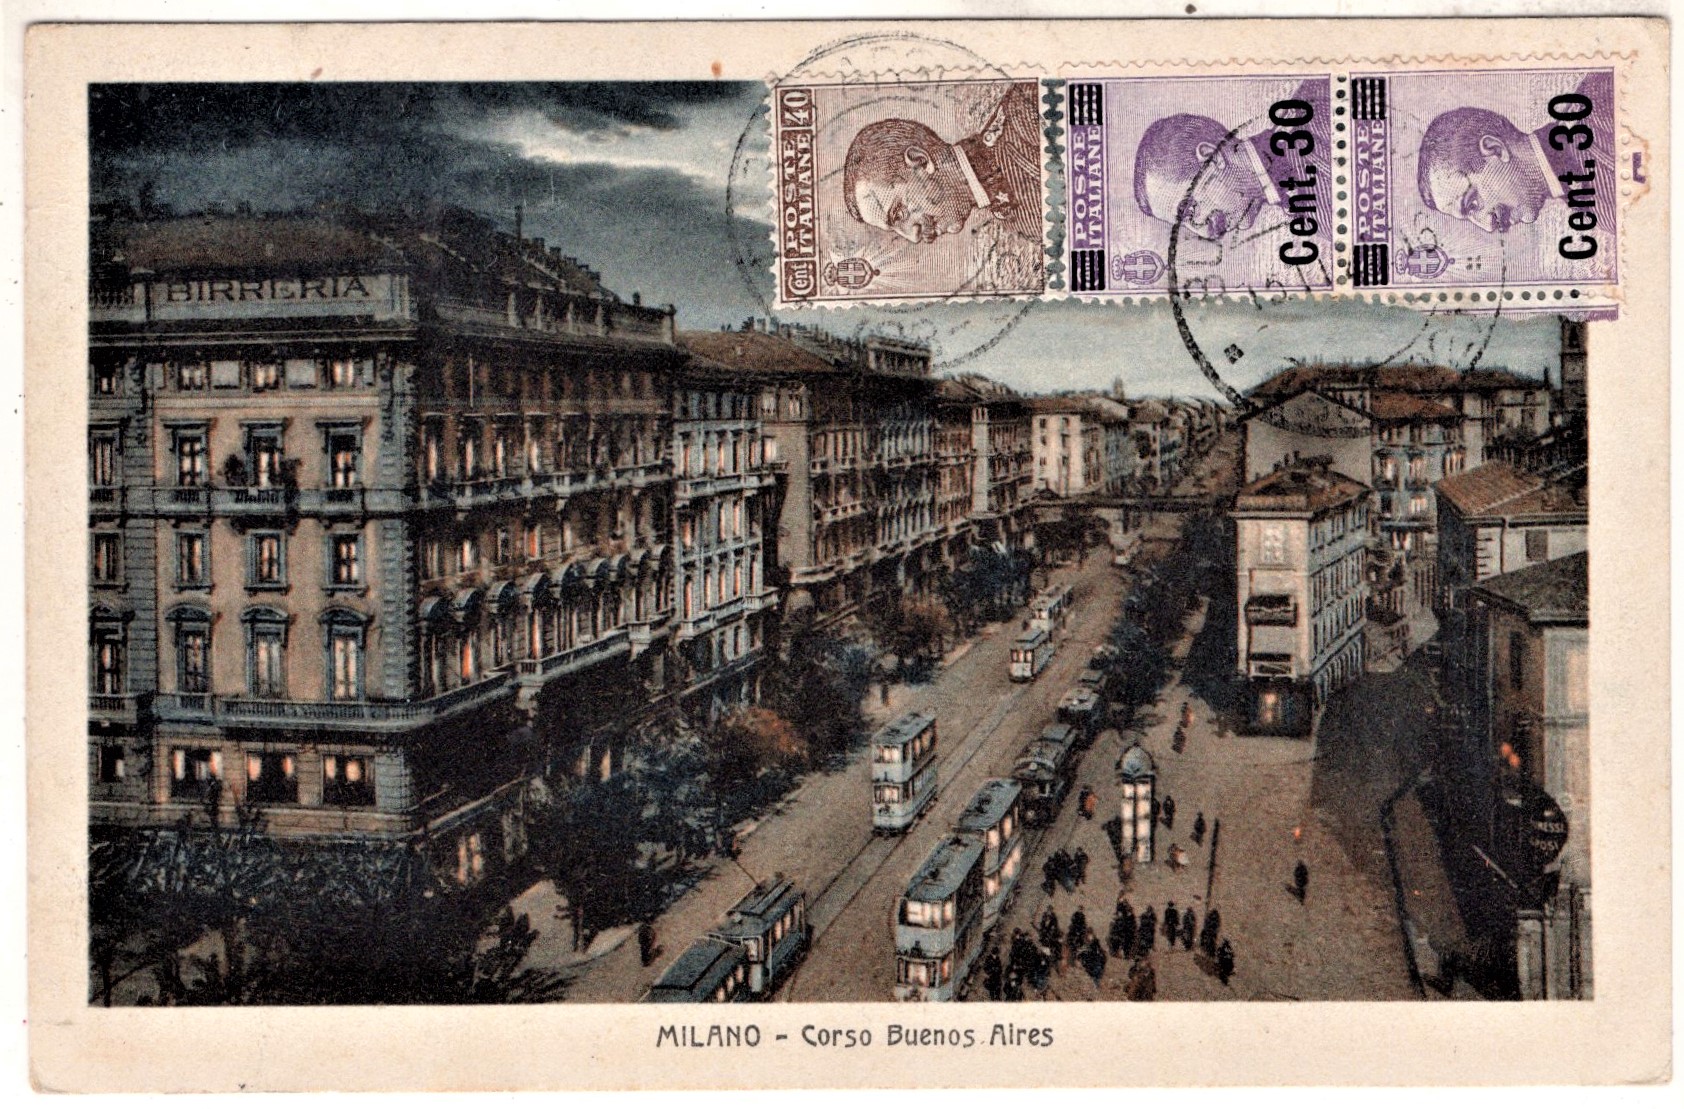 Cent. 40
POSTE
ITALIANE
POSTE
ITALIANE
Cent.30
POSTE
ITALIANE
Cent.30
BIRRERIA
MILANO - Corso Buenos Aires